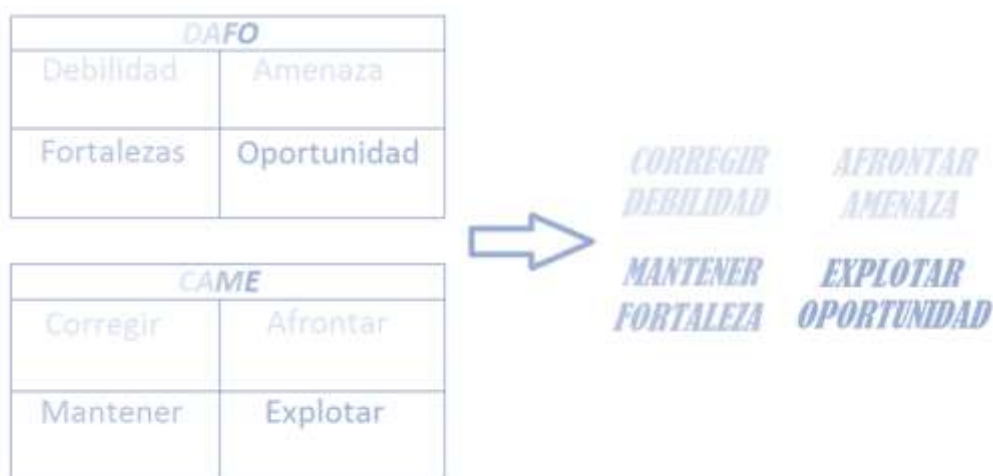 DAFO
Debilidad Amenaza
Fortalezas Oportunidad
CAME
Corregir Afrontar
Mantener Explotar
CORREGIR AFRONTAR
DEBILIDAD AMENAZA
MANTENER EXPLOTAR
FORTALEZA OPORTUNIDAD